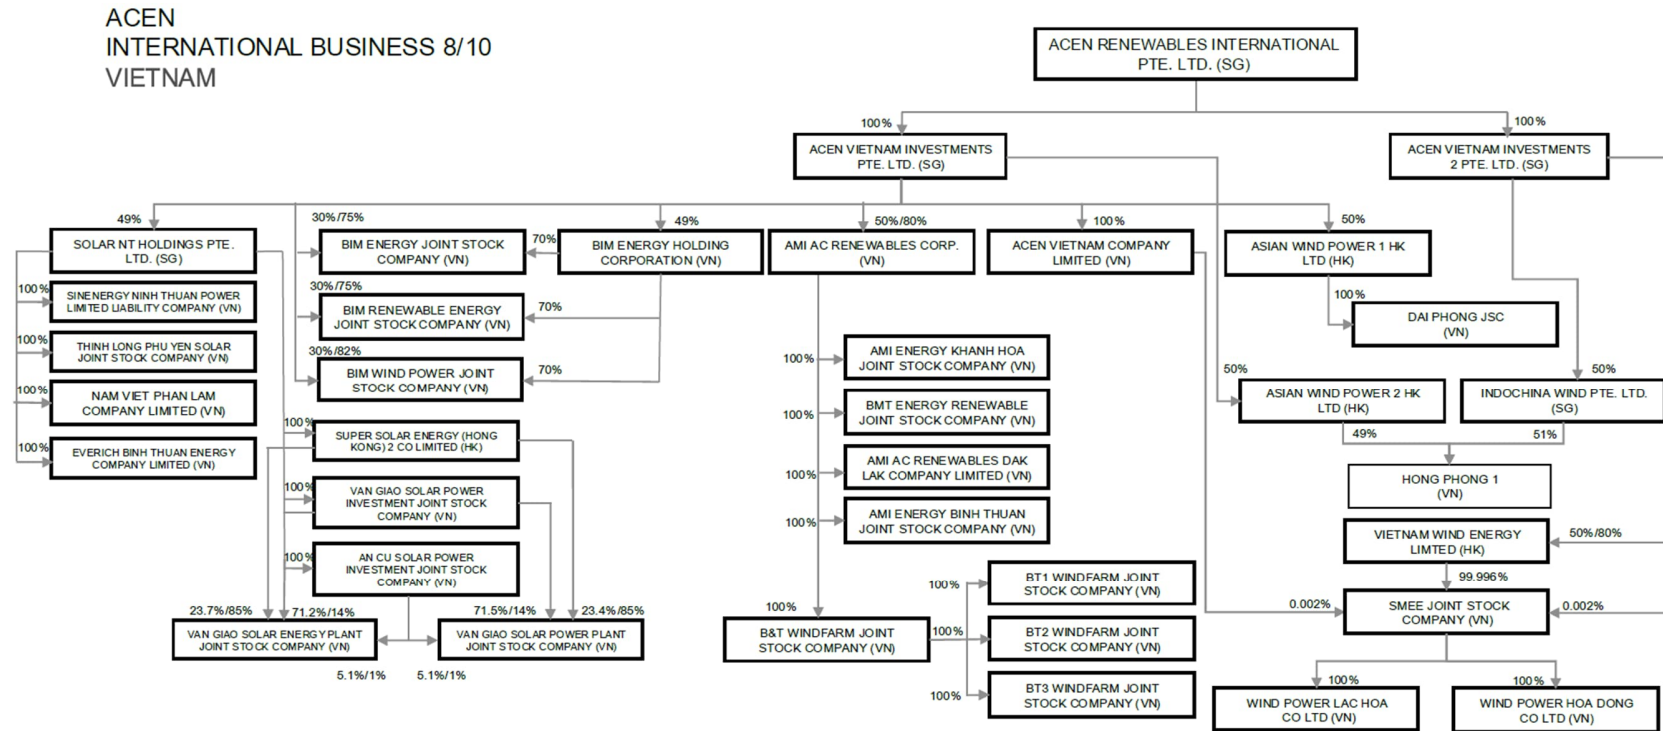 ACEN
INTERNATIONAL BUSINESS 8/10
VIETNAM
ACEN RENEWABLES INTERNATIONAL
PTE. LTD. (SG)
100%
100%
ACEN VIETNAM INVESTMENTS
PTE. LTD. (SG)
ACEN VIETNAM INVESTMENTS
2 PTE. LTD. (SG)
49%
30%/75%
49%
50%/80%
100%
50%
SOLAR NT HOLDINGS PTE.
LTD. (SG)
BIM ENERGY JOINT STOCK
COMPANY (VN)
70%
BIM ENERGY HOLDING
CORPORATION (VN)
AMI AC RENEWABLES CORP.
(VN)
ACEN VIETNAM COMPANY
LIMITED (VN)
ASIAN WIND POWER 1 HK
LTD (HK)
100%
SINENERGY NINH THUAN POWER
LIMITED LIABILITY COMPANY (VN)
30%/75%
BIM RENEWABLE ENERGY
JOINT STOCK COMPANY (VN)
70%
100%
DAI PHONG JSC
(VN)
100%
THINH LONG PHU YEN SOLAR
JOINT STOCK COMPANY (VN)
30%/82%
BIM WIND POWER JOINT
STOCK COMPANY (VN)
70%
100%
AMI ENERGY KHANH HOA
JOINT STOCK COMPANY (VN)
50%
50%
100%
NAM VIET PHAN LAM
COMPANY LIMITED (VN)
100%
BMT ENERGY RENEWABLE
JOINT STOCK COMPANY (VN)
ASIAN WIND POWER 2 HK
LTD (HK)
INDOCHINA WIND PTE. LTD.
(SG)
100%
EVERICH BINH THUAN ENERGY
COMPANY LIMITED (VN)
100%
SUPER SOLAR ENERGY (HONG
KONG) 2 CO LIMITED (HK)
49%
51%
100%
AMI AC RENEWABLES DAK
LAK COMPANY LIMITED (VN)
HONG PHONG 1
(VN)
100%
VAN GIAO SOLAR POWER
INVESTMENT JOINT STOCK
COMPANY (VN)
100%
AMI ENERGY BINH THUAN
JOINT STOCK COMPANY (VN)
VIETNAM WIND ENERGY
LIMTED (HK)
50%/80%
100%
AN CU SOLAR POWER
INVESTMENT JOINT STOCK
COMPANY (VN)
99.996%
100%
BT1 WINDFARM JOINT
STOCK COMPANY (VN)
23.7%/85%
71.2%/14%
71.5%/14%
23.4%/85%
100%
0.002%
SMEE JOINT STOCK
COMPANY (VN)
0.002%
VAN GIAO SOLAR ENERGY PLANT
JOINT STOCK COMPANY (VN)
VAN GIAO SOLAR POWER PLANT
JOINT STOCK COMPANY (VN)
B&T WINDFARM JOINT
STOCK COMPANY (VN)
100%
BT2 WINDFARM JOINT
STOCK COMPANY (VN)
5.1%/1%
5.1%/1%
100%
BT3 WINDFARM JOINT
STOCK COMPANY (VN)
100%
100%
WIND POWER LAC HOA
CO LTD (VN)
WIND POWER HOA DONG
CO LTD (VN)